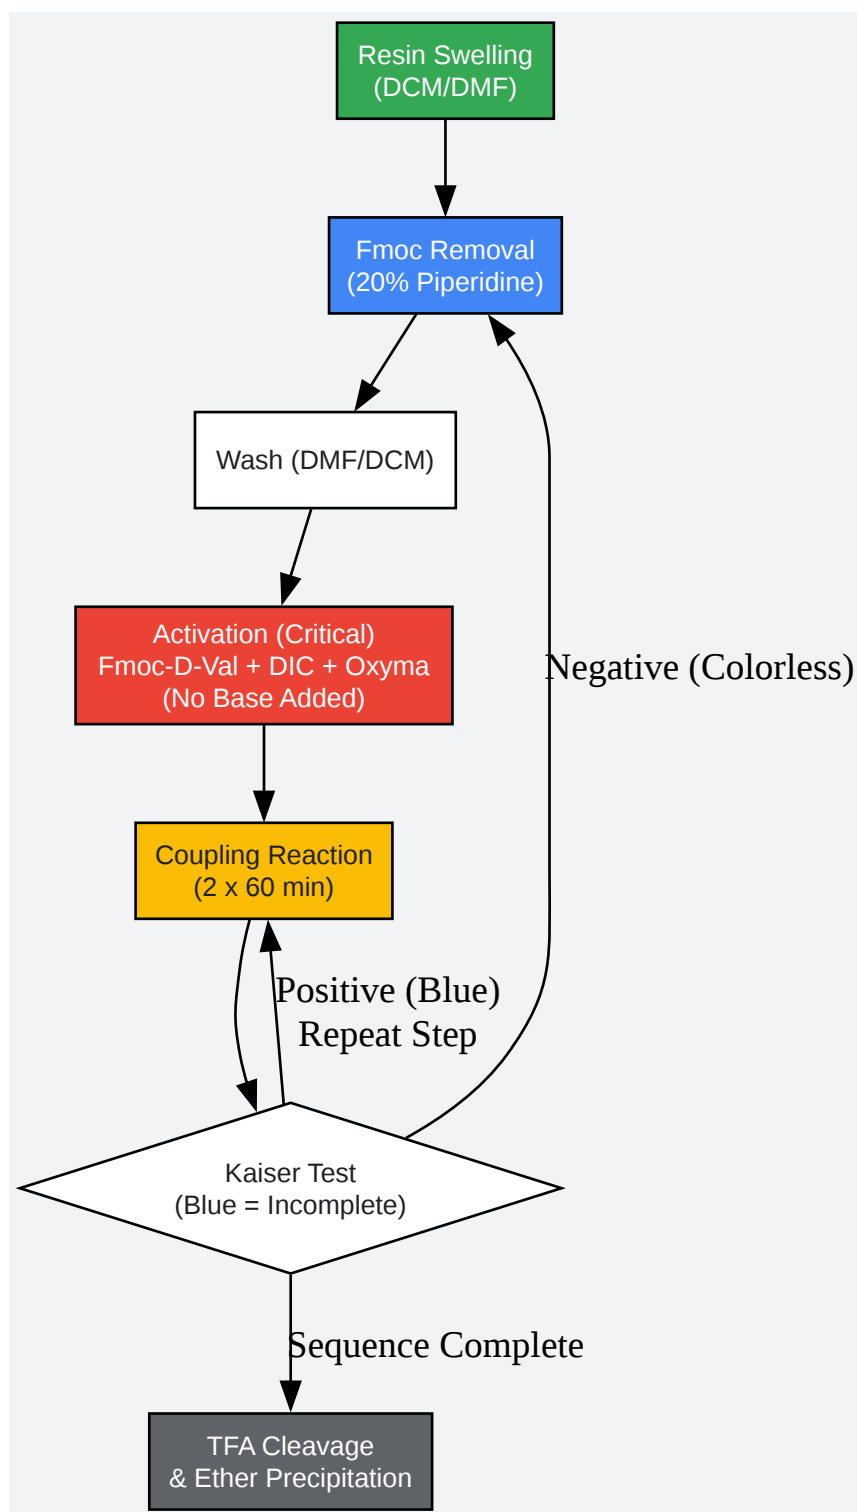 Resin Swelling
(DCM/DMF)
Fmoc Removal
(20% Piperidine)
Wash (DMF/DCM)
Activation (Critical)
Fmoc-D-Val + DIC + Oxyma
(No Base Added)
Negative (Colorless)
Coupling Reaction
(2 x 60 min)
Positive (Blue)
Repeat Step
Kaiser Test
(Blue = Incomplete)
Sequence Complete
TFA Cleavage
& Ether Precipitation